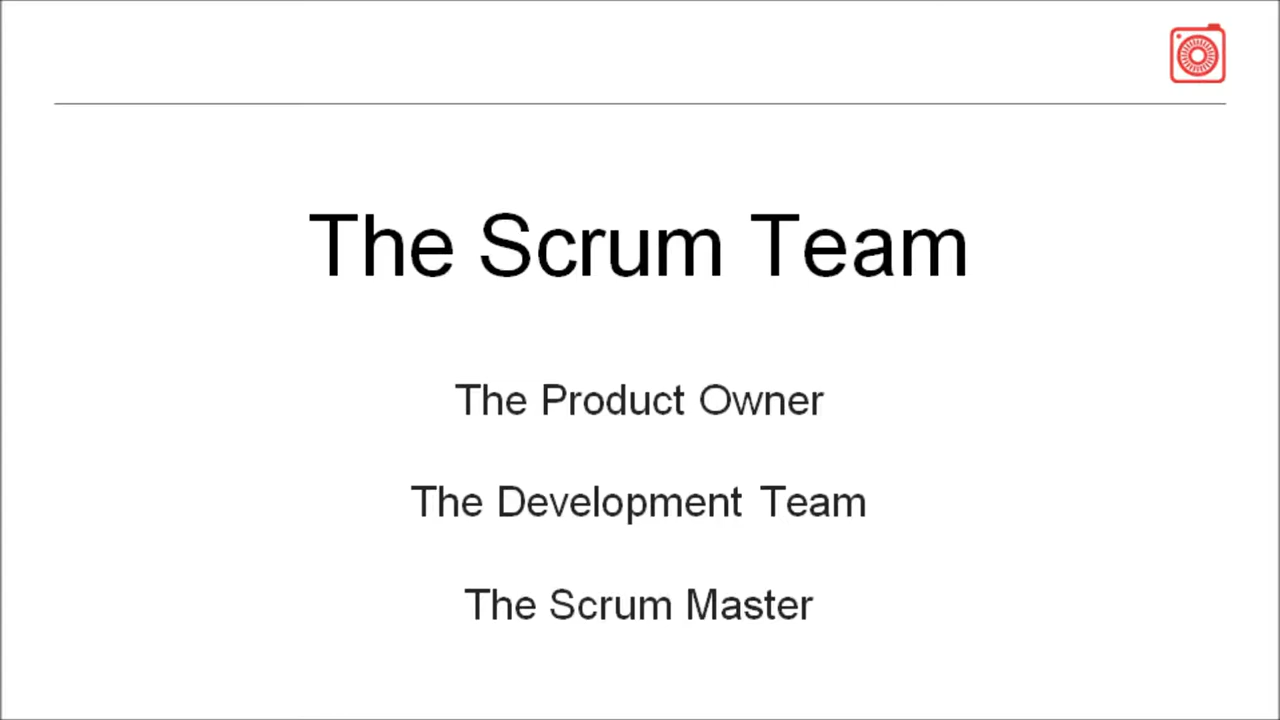 The Scrum Team
The Product Owner
The Development Team
The Scrum Master